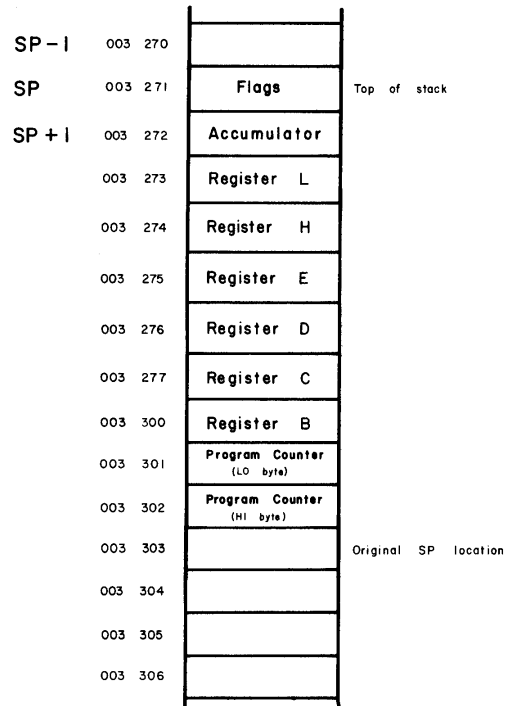 SP-1 003 270
SP 003 271 Flags Top of stack
SP+1 003 272 Accumulator
003 273 Register L
003 274 Register H
003 275 Register E
003 276 Register D
003 277 Register C
003 300 Register B
003 301 Program Counter
(LO byte)
003 302 Program Counter
(HI byte)
003 303 Original SP location
003 304
003 305
003 306